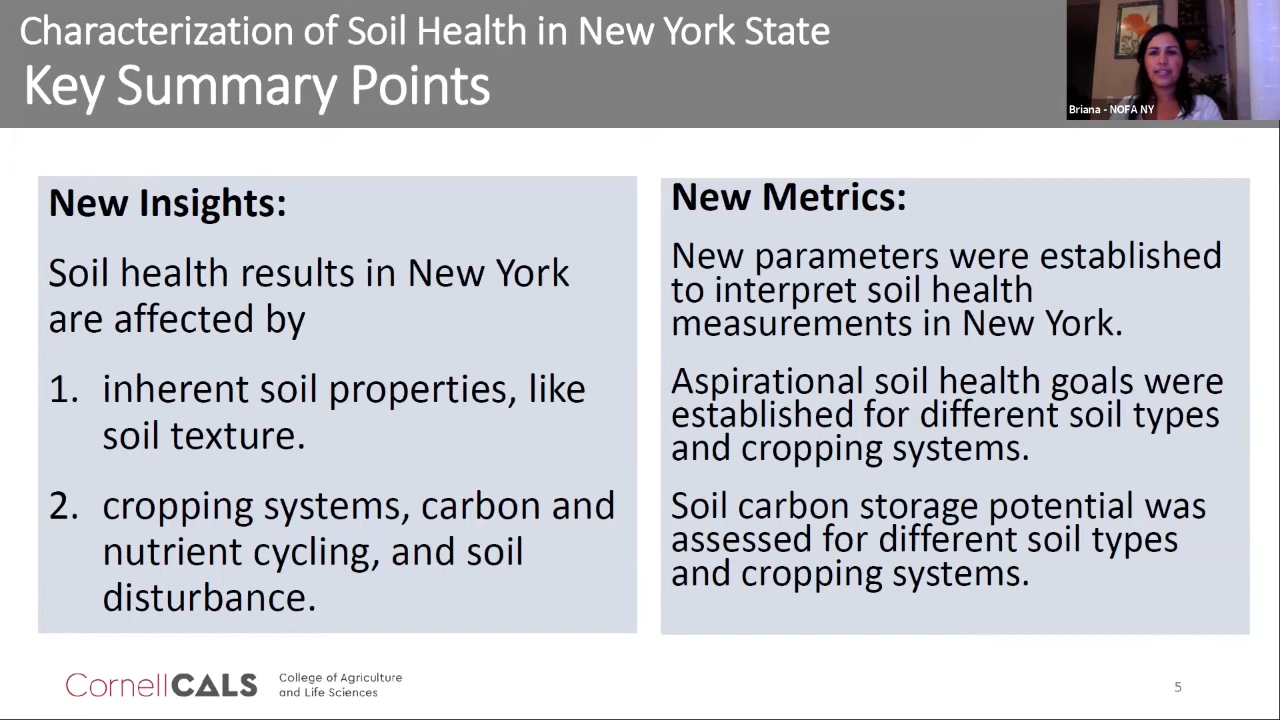 Characterization of Soil Health in New York State
Key Summary Points
Briana - NOFA NY
New Insights:
Soil health results in New York
are affected by
1. inherent soil properties, like
soil texture.
2. cropping systems, carbon and
nutrient cycling, and soil
disturbance.
New Metrics:
New parameters were established
to interpret soil health
measurements in New York.
Aspirational soil health goals were
established for different soil types
and cropping systems.
Soil carbon storage potential was
assessed for different soil types
and cropping systems.
CornellCALS
College of Agriculture
and Life Sciences
5